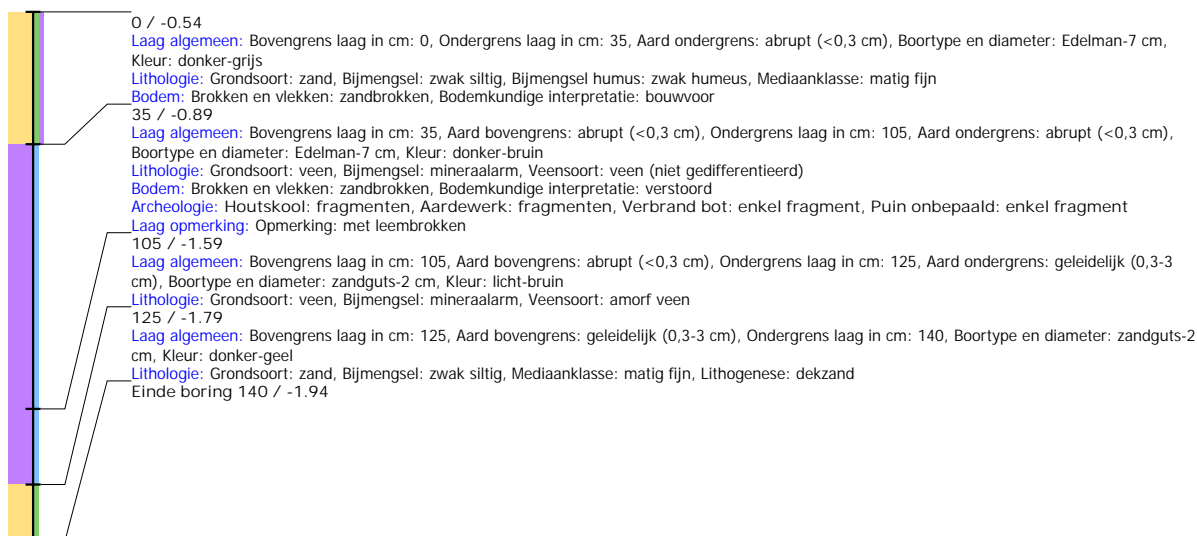 0 / -0.54
Laag algemeen: Bovengrens laag in cm: 0, Ondergrens laag in cm: 35, Aard ondergrens: abrupt (<0,3 cm), Boortype en diameter: Edelman-7 cm,
Kleur: donker-grijs
Lithologie: Grondsoort: zand, Bijmengsel: zwak siltig, Bijmengsel humus: zwak humeus, Mediaanklasse: matig fijn
Bodem: Brokken en vlekken: zandbrokken, Bodemkundige interpretatie: bouwvoor
35 / -0.89
Laag algemeen: Bovengrens laag in cm: 35, Aard bovengrens: abrupt (<0,3 cm), Ondergrens laag in cm: 105, Aard ondergrens: abrupt (<0,3 cm),
Boortype en diameter: Edelman-7 cm, Kleur: donker-bruin
Lithologie: Grondsoort: veen, Bijmengsel: mineraalarm, Veensoort: veen (niet gedifferentieerd)
Bodem: Brokken en vlekken: zandbrokken, Bodemkundige interpretatie: verstoord
Archeologie: Houtskool: fragmenten, Aardewerk: fragmenten, Verbrand bot: enkel fragment, Puin onbepaald: enkel fragment
Laag opmerking: Opmerking: met leembrokken
105 / -1.59
Laag algemeen: Bovengrens laag in cm: 105, Aard bovengrens: abrupt (<0,3 cm), Ondergrens laag in cm: 125, Aard ondergrens: geleidelijk (0,3-3
cm), Boortype en diameter: zandguts-2 cm, Kleur: licht-bruin
Lithologie: Grondsoort: veen, Bijmengsel: mineraalarm, Veensoort: amorf veen
125 / -1.79
Laag algemeen: Bovengrens laag in cm: 125, Aard bovengrens: geleidelijk (0,3-3 cm), Ondergrens laag in cm: 140, Boortype en diameter: zandguts-2
cm, Kleur: donker-geel
Lithologie: Grondsoort: zand, Bijmengsel: zwak siltig, Mediaanklasse: matig fijn, Lithogenese: dekzand
Einde boring 140 / -1.94